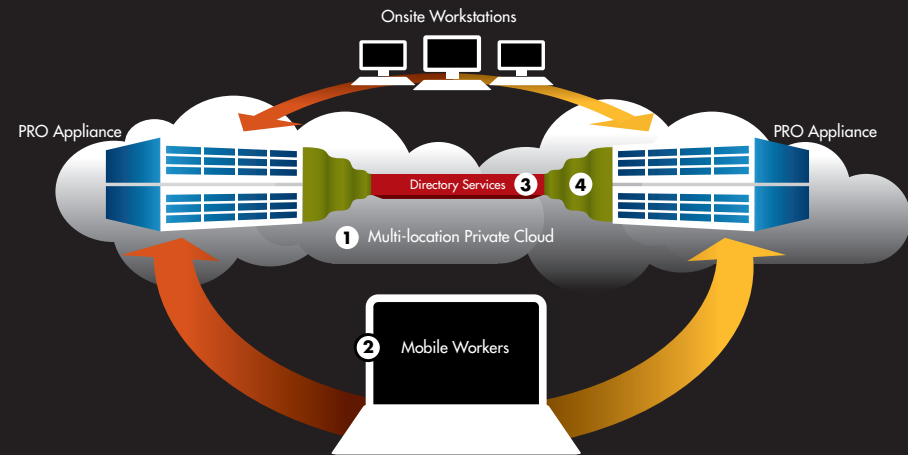 Onsite Workstations
PRO Appliance
PRO Appliance
Directory Services 3 4
1 Multi-location Private Cloud
2 Mobile Workers